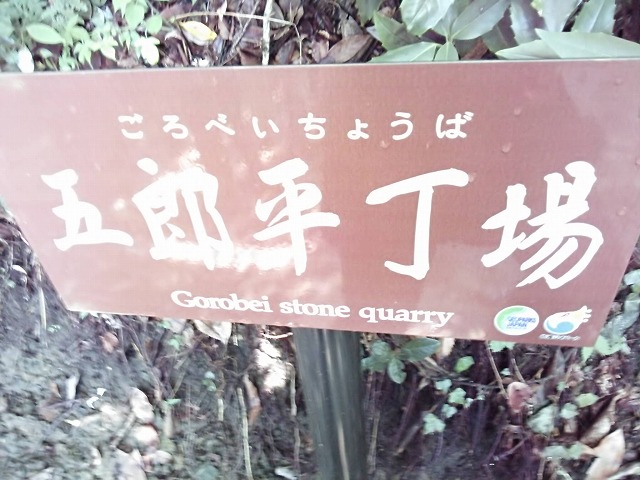 ごろべいちょうば
五郎平丁場
Gorobei stone quarry